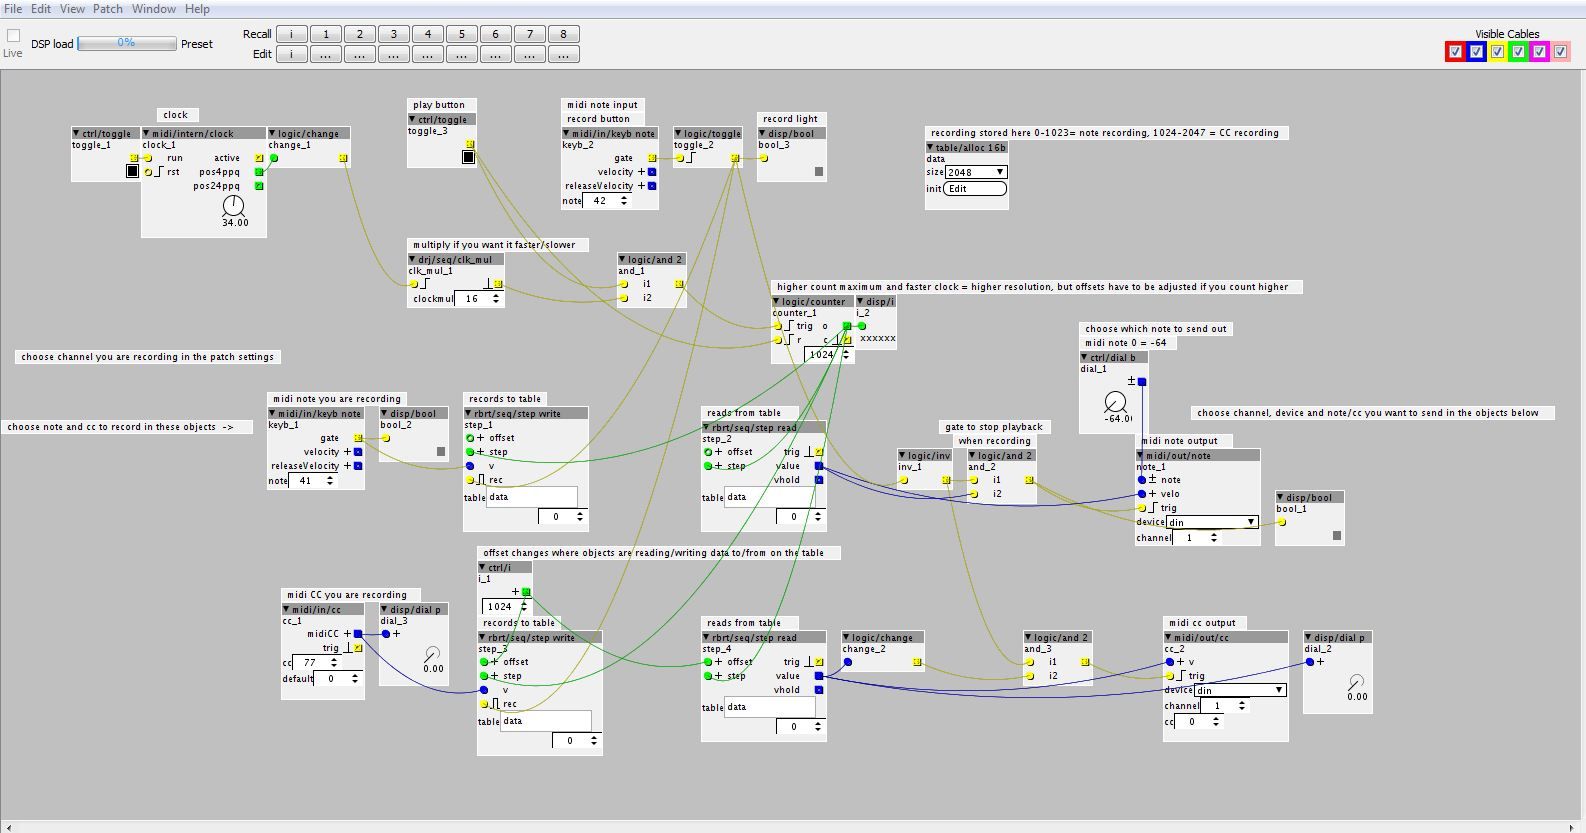 File Edit View Patch Window Help
Live
DSP load 0% Preset
Recall i 1 2 3 4 5 6 7 8
Edit i ... ... ... ... ... ... ... ...
Visible Cables
clock
ctrl/toggle
toggle_1
midi/intern/clock
clock_1
run active
rst pos4ppq
pos24ppq
34.00
logic/change
change_1
play button
ctrl/toggle
toggle_3
midi note input
record button
midi/in/keyb note
keyb_2
gate
velocity +
releaseVelocity +
note 42
logic/toggle
toggle_2
record light
disp/bool
bool_3
recording stored here 0-1023= note recording, 1024-2047 = CC recording
table/alloc 16b
data
size 2048
init Edit
multiply if you want it faster/slower
drj/seq/clk_mul
clk_mul_1
clockmul 16
logic/and 2
and_1
i1
i2
higher count maximum and faster clock = higher resolution, but offsets have to be adjusted if you count higher
logic/counter
counter_1
trig o
r c
1024
disp/i
i_2
xxxxxx
choose which note to send out
midi note 0 = -64
ctrl/dial b
dial_1
±
-64.0
choose channel you are recording in the patch settings
choose note and cc to record in these objects ->
midi note you are recording
midi/in/keyb note
keyb_1
gate
velocity +
releaseVelocity +
note 41
disp/bool
bool_2
records to table
rbrt/seq/step write
step_1
+ offset
+ step
v
rec
table data
0
reads from table
rbrt/seq/step read
step_2
+ offset trig
+ step value
vhold
table data
0
gate to stop playback
when recording
logic/inv
inv_1
logic/and 2
and_2
i1
i2
choose channel, device and note/cc you want to send in the objects below
midi note output
midi/out/note
note_1
± note
+ velo
trig
device din
channel 1
disp/bool
bool_1
offset changes where objects are reading/writing data to/from on the table
ctrl/i
i_1
+
1024
midi CC you are recording
midi/in/cc
cc_1
midiCC +
trig
cc 77
default 0
disp/dial p
dial_3
+
0.00
records to table
rbrt/seq/step write
step_3
+ offset
+ step
v
rec
table data
0
reads from table
rbrt/seq/step read
step_4
+ offset trig
+ step value
vhold
table data
0
logic/change
change_2
logic/and 2
and_3
i1
i2
midi cc output
midi/out/cc
cc_2
+ v
trig
device din
channel 1
cc 0
disp/dial p
dial_2
+
0.00